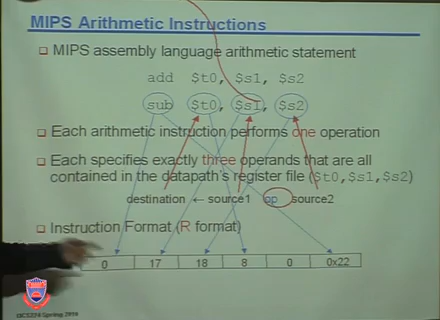 MIPS Arithmetic Instructions
MIPS assembly language arithmetic statement
add $t0, $s1, $s2
sub $t0, $s1, $s2
Each arithmetic instruction performs one operation
Each specifies exactly three operands that are all
contained in the datapath's register file ($t0,$s1,$s2)
destination ← source1 op source2
Instruction Format (R format)
0 17 18 8 0 0x22
Spring 2014